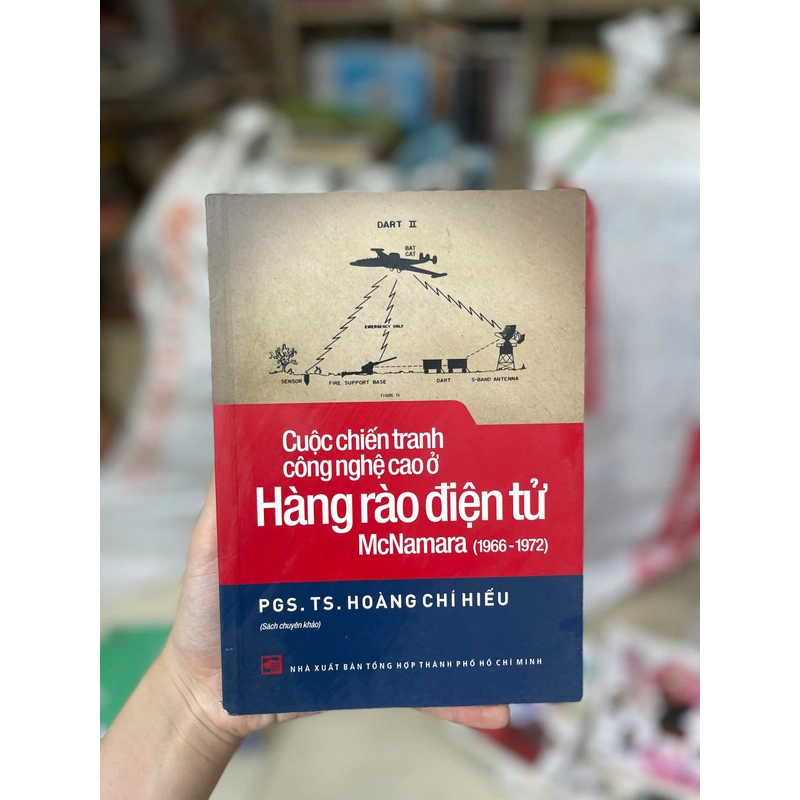 DART II
BAT
CAT
EMERGENCY ONLY
SENSOR FIRE SUPPORT BASE DART S-BAND ANTENNA
FIGURE 15
Cuộc chiến tranh
công nghệ cao ở
Hàng rào điện tử
McNamara (1966-1972)
PGS. TS. HOÀNG CHÍ HIẾU
(Sách chuyên khảo)
NHÀ XUẤT BẢN TỔNG HỢP THÀNH PHỐ HỒ CHÍ MINH